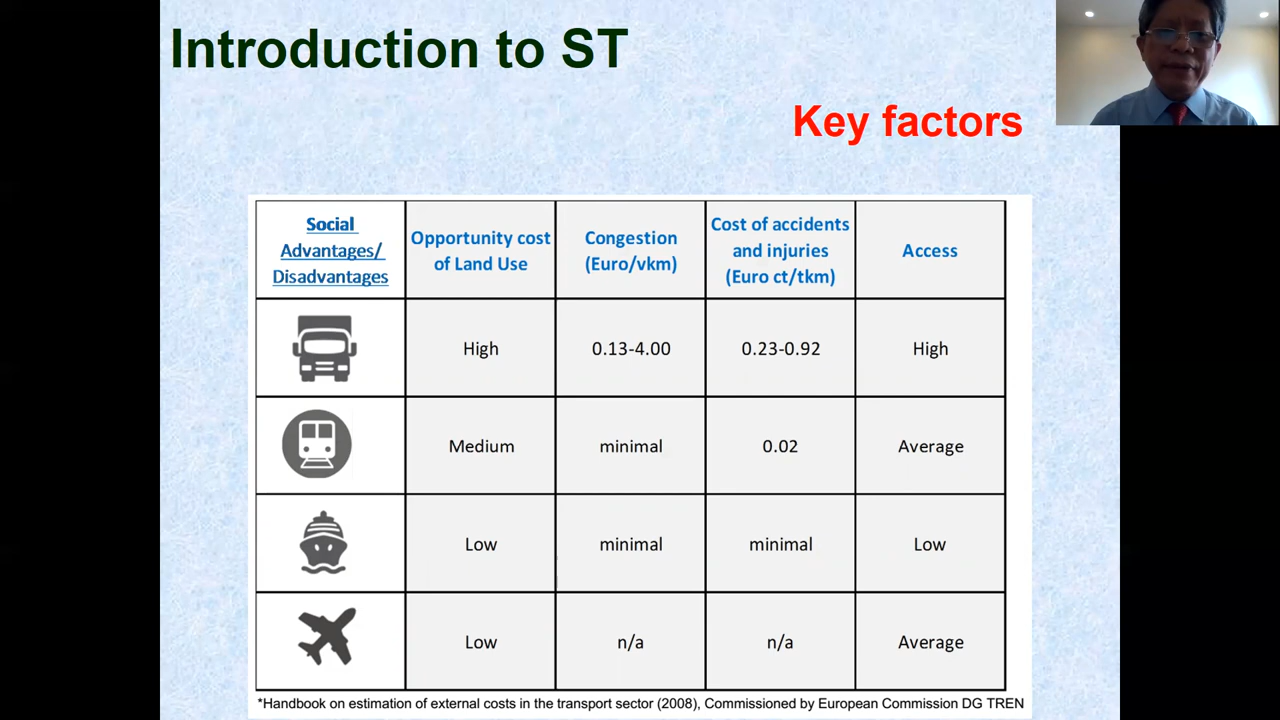 Introduction to ST
Key factors
Social
Advantages/
Disadvantages
Opportunity cost
of Land Use
Congestion
(Euro/vkm)
Cost of accidents
and injuries
(Euro ct/tkm)
Access
High
0.13-4.00
0.23-0.92
High
Medium
minimal
0.02
Average
Low
minimal
minimal
Low
Low
n/a
n/a
Average
*Handbook on estimation of external costs in the transport sector (2008), Commissioned by European Commission DG TREN